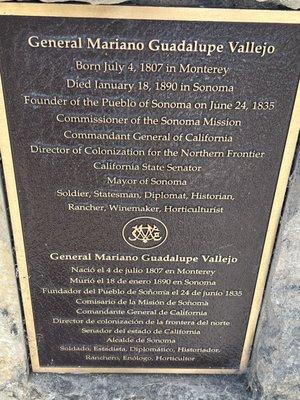 General Mariano Guadalupe Vallejo
Born July 4, 1807 in Monterey
Died January 18, 1890 in Sonoma
Founder of the Pueblo of Sonoma on June 24, 1835
Commissioner of the Sonoma Mission
Commandant General of California
Director of Colonization for the Northern Frontier
California State Senator
Mayor of Sonoma
Soldier, Statesman, Diplomat, Historian,
Rancher, Winemaker, Horticulturist
General Mariano Guadalupe Vallejo
Nació el 4 de julio 1807 en Monterey
Murió el 18 de enero 1890 en Sonoma
Fundador del Pueblo de Sonoma el 24 de junio 1835
Comisario de la Misión de Sonoma
Comandante General de California
Director de colonización de la frontera del norte
Senador del estado de California
Alcalde de Sonoma
Soldado, Estadista, Diplomático, Historiador,
Ranchero, Enólogo, Horticultor